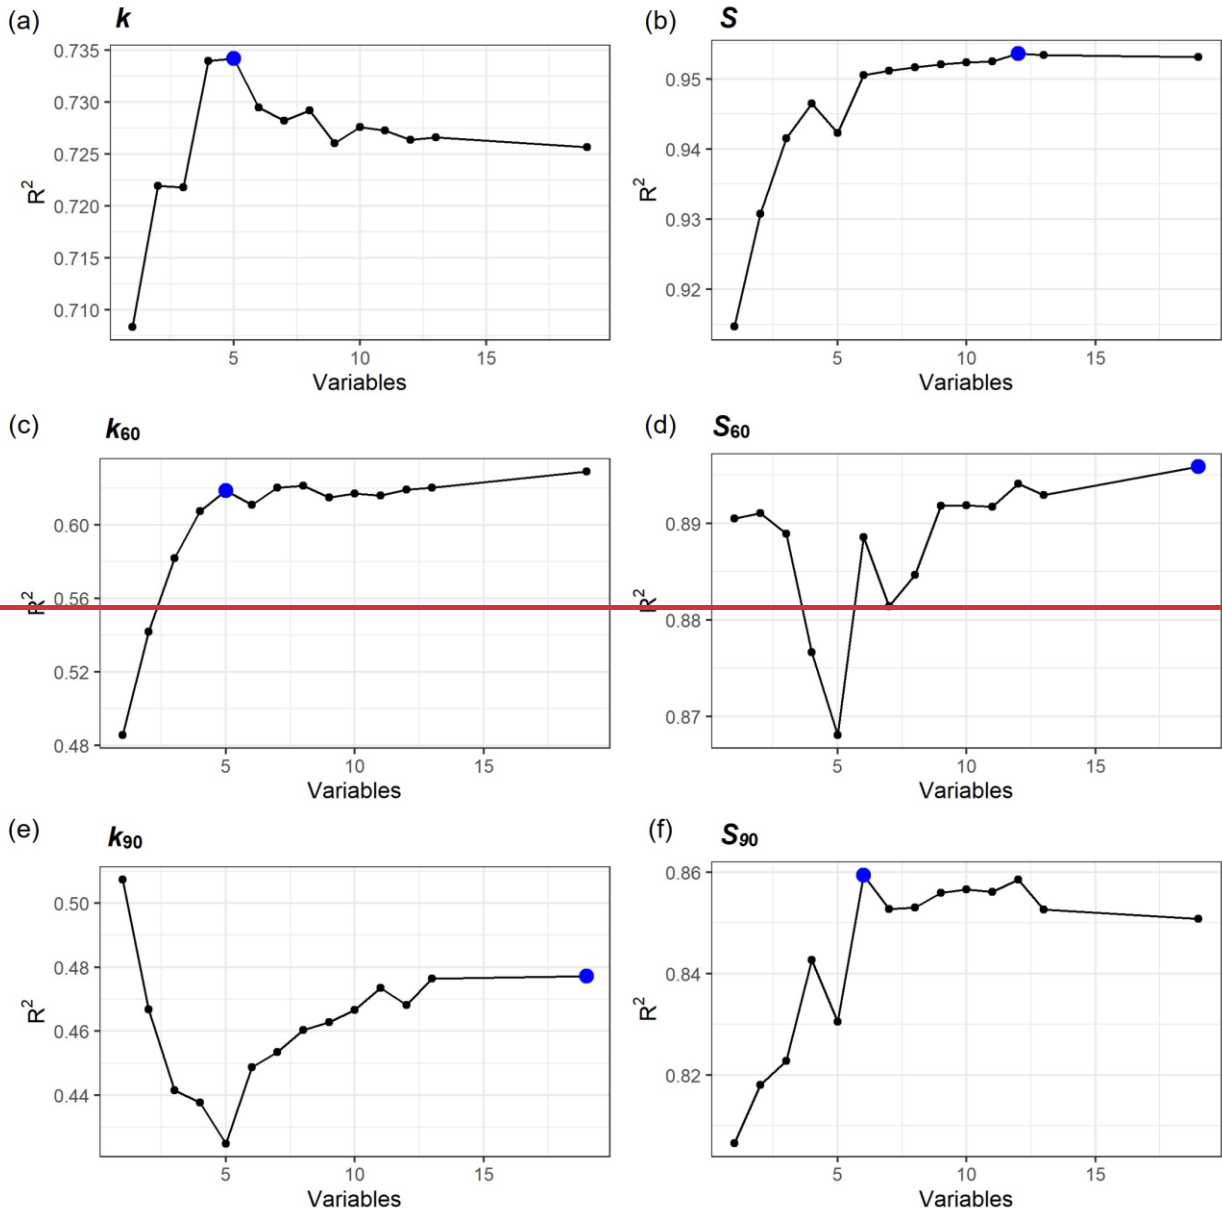 (a) k
0.735
0.730
0.725
0.720
0.715
0.710
R2
5 10 15
Variables
(b) S
0.95
0.94
0.93
0.92
R2
5 10 15
Variables
(c) k60
0.60
0.56
0.52
0.48
R2
5 10 15
Variables
(d) S60
0.89
0.88
0.87
R2
5 10 15
Variables
(e) k90
0.50
0.48
0.46
0.44
R2
5 10 15
Variables
(f) S90
0.86
0.84
0.82
R2
5 10 15
Variables